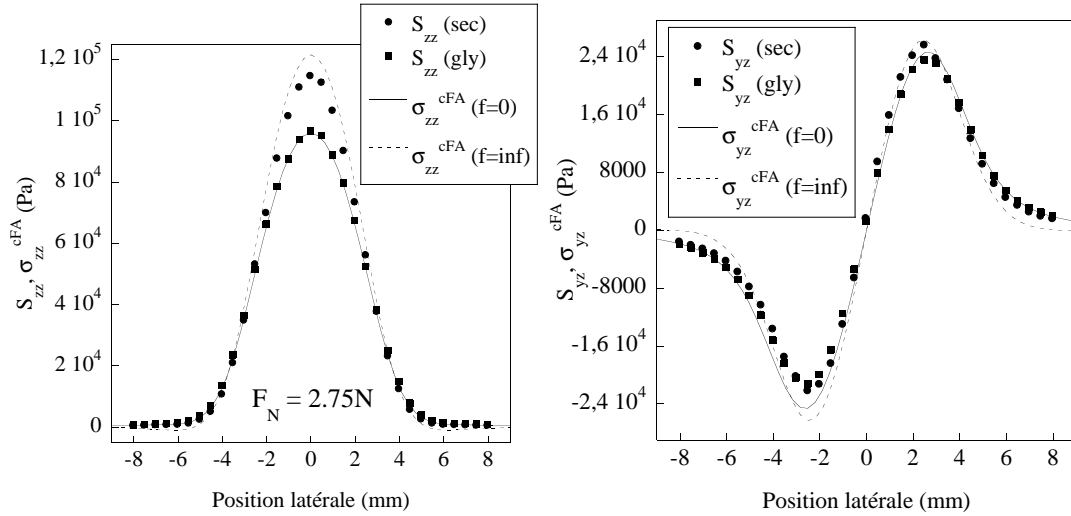 S_zz (sec)
S_zz (gly)
σ_zz^cFA (f=0)
σ_zz^cFA (f=inf)
1,2 10^5
1 10^5
8 10^4
6 10^4
4 10^4
2 10^4
0
S_zz, σ_zz^cFA (Pa)
F_N = 2.75N
-8 -6 -4 -2 0 2 4 6 8
Position latérale (mm)
S_yz (sec)
S_yz (gly)
σ_yz^cFA (f=0)
σ_yz^cFA (f=inf)
2,4 10^4
1,6 10^4
8000
0
-8000
-1,6 10^4
-2,4 10^4
S_yz, σ_yz^cFA (Pa)
-8 -6 -4 -2 0 2 4 6 8
Position latérale (mm)